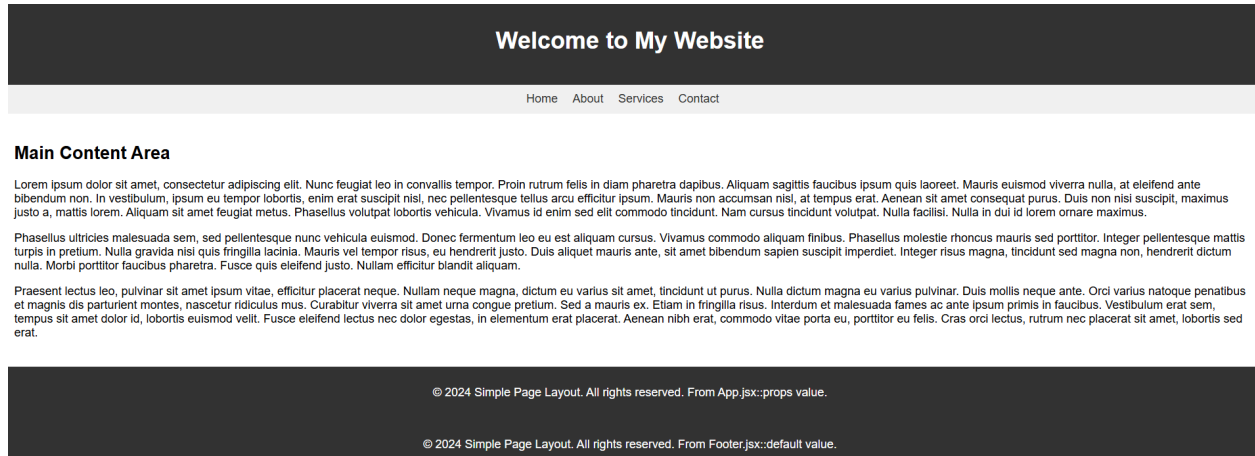 Welcome to My Website
Home About Services Contact
Main Content Area
Lorem ipsum dolor sit amet, consectetur adipiscing elit. Nunc feugiat leo in convallis tempor. Proin rutrum felis in diam pharetra dapibus. Aliquam sagittis faucibus ipsum quis laoreet. Mauris euismod viverra nulla, at eleifend ante
bibendum non. In vestibulum, ipsum eu tempor lobortis, enim erat suscipit nisl, nec pellentesque tellus arcu efficitur ipsum. Mauris non accumsan nisl, at tempus erat. Aenean sit amet consequat purus. Duis non nisi suscipit, maximus
justo a, mattis lorem. Aliquam sit amet feugiat metus. Phasellus volutpat lobortis vehicula. Vivamus id enim sed elit commodo tincidunt. Nam cursus tincidunt volutpat. Nulla facilisi. Nulla in dui id lorem ornare maximus.
Phasellus ultricies malesuada sem, sed pellentesque nunc vehicula euismod. Donec fermentum leo eu est aliquam cursus. Vivamus commodo aliquam finibus. Phasellus molestie rhoncus mauris sed porttitor. Integer pellentesque mattis
turpis in pretium. Nulla gravida nisi quis fringilla lacinia. Mauris vel tempor risus, eu hendrerit justo. Duis aliquet mauris ante, sit amet bibendum sapien suscipit imperdiet. Integer risus magna, tincidunt sed magna non, hendrerit dictum
nulla. Morbi porttitor faucibus pharetra. Fusce quis eleifend justo. Nullam efficitur blandit aliquam.
Praesent lectus leo, pulvinar sit amet ipsum vitae, efficitur placerat neque. Nullam neque magna, dictum eu varius sit amet, tincidunt ut purus. Nulla dictum magna eu varius pulvinar. Duis mollis neque ante. Orci varius natoque penatibus
et magnis dis parturient montes, nascetur ridiculus mus. Curabitur viverra sit amet urna congue pretium. Sed a mauris ex. Etiam in fringilla risus. Interdum et malesuada fames ac ante ipsum primis in faucibus. Vestibulum erat sem,
tempus sit amet dolor id, lobortis euismod velit. Fusce eleifend lectus nec dolor egestas, in elementum erat placerat. Aenean nibh erat, commodo vitae porta eu, porttitor eu felis. Cras orci lectus, rutrum nec placerat sit amet, lobortis sed
erat.
© 2024 Simple Page Layout. All rights reserved. From App.jsx::props value.
© 2024 Simple Page Layout. All rights reserved. From Footer.jsx::default value.